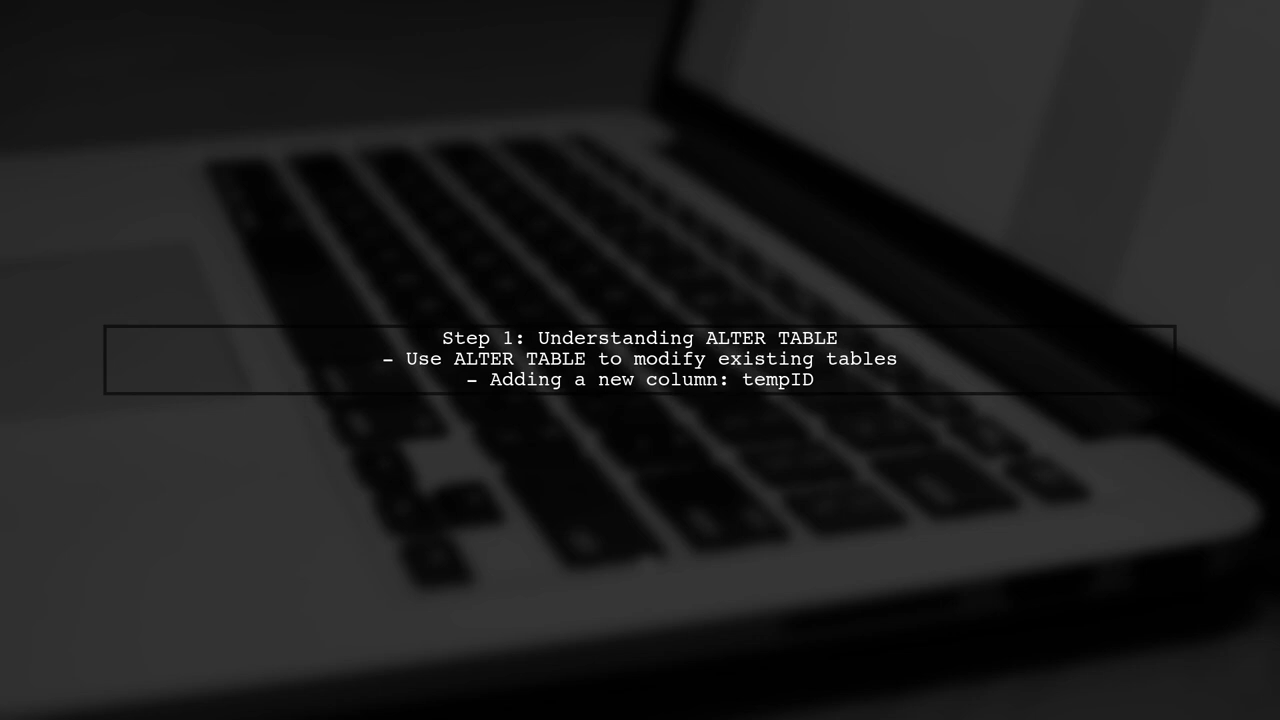 Step 1: Understanding ALTER TABLE
- Use ALTER TABLE to modify existing tables
- Adding a new column: tempID